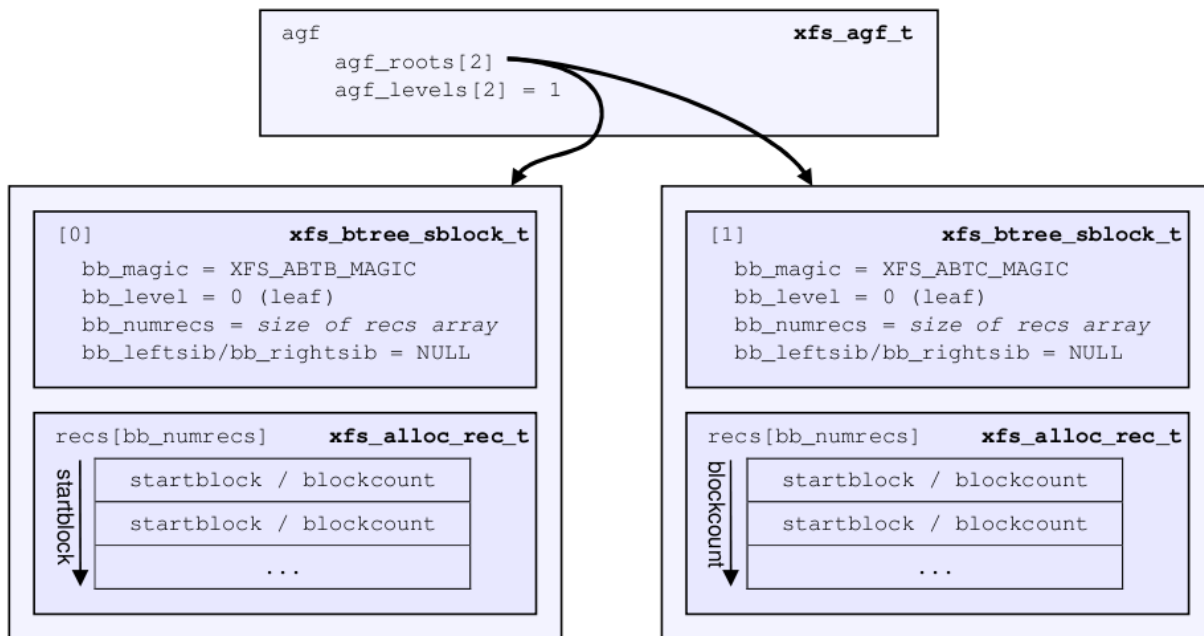 agf xfs_agf_t
agf_roots[2]
agf_levels[2] = 1
[0] xfs_btree_sblock_t
bb_magic = XFS_ABTB_MAGIC
bb_level = 0 (leaf)
bb_numrecs = size of recs array
bb_leftsib/bb_rightsib = NULL
recs[bb_numrecs] xfs_alloc_rec_t
startblock
startblock / blockcount
startblock / blockcount
...
[1] xfs_btree_sblock_t
bb_magic = XFS_ABTC_MAGIC
bb_level = 0 (leaf)
bb_numrecs = size of recs array
bb_leftsib/bb_rightsib = NULL
recs[bb_numrecs] xfs_alloc_rec_t
blockcount
startblock / blockcount
startblock / blockcount
...